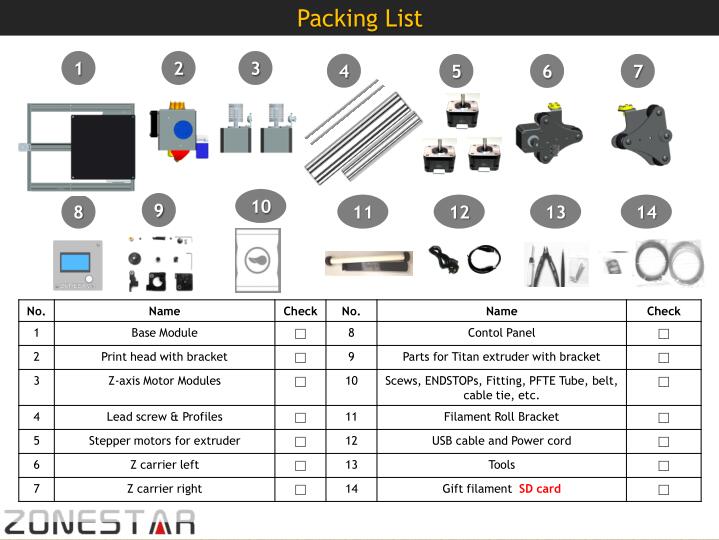 Packing List
1 2 3 4 5 6 7
8 9 10 11 12 13 14
No. Name Check No. Name Check
1 Base Module ☐ 8 Contol Panel ☐
2 Print head with bracket ☐ 9 Parts for Titan extruder with bracket ☐
3 Z-axis Motor Modules ☐ 10 Scews, ENDSTOPs, Fitting, PFTE Tube, belt,
cable tie, etc. ☐
4 Lead screw & Profiles ☐ 11 Filament Roll Bracket ☐
5 Stepper motors for extruder ☐ 12 USB cable and Power cord ☐
6 Z carrier left ☐ 13 Tools ☐
7 Z carrier right ☐ 14 Gift filament SD card ☐
ZONESTAR